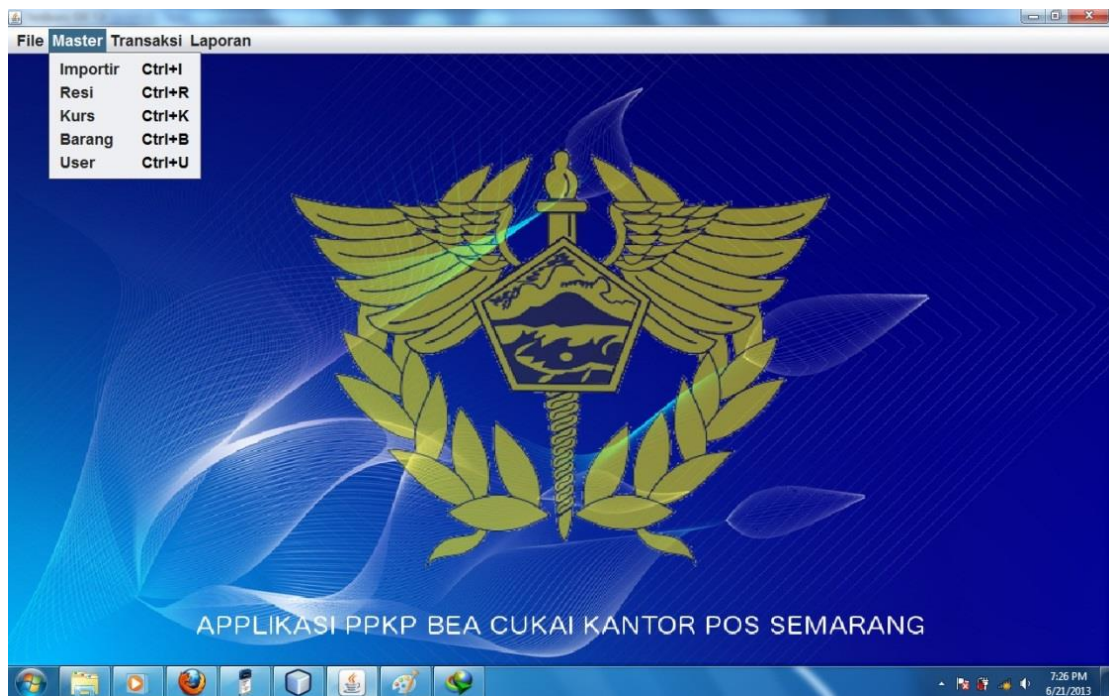 File Master Transaksi Laporan
Importir Ctrl+I
Resi Ctrl+R
Kurs Ctrl+K
Barang Ctrl+B
User Ctrl+U
APPLIKASI PPKP BEA CUKAI KANTOR POS SEMARANG
7:26 PM
6/21/2013